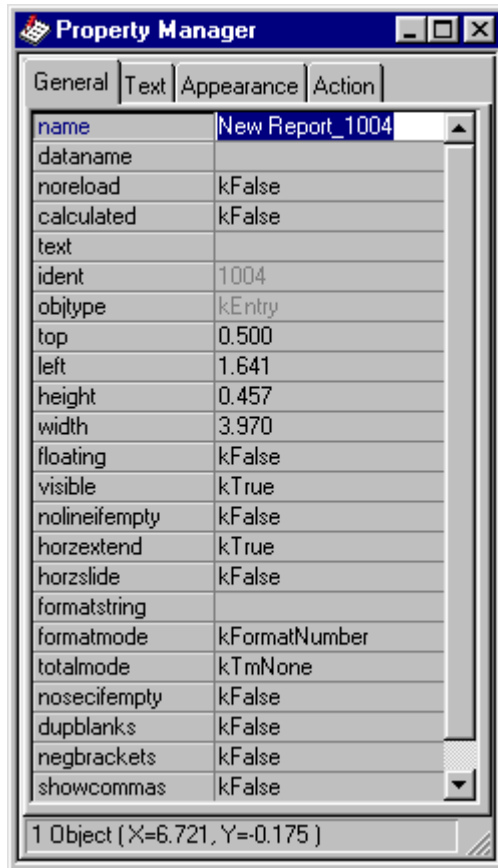 Property Manager
General Text Appearance Action
name New Report_1004
dataname
noreload kFalse
calculated kFalse
text
ident 1004
objtype kEntry
top 0.500
left 1.641
height 0.457
width 3.970
floating kFalse
visible kTrue
nolineifempty kFalse
horzextend kTrue
horzslide kFalse
formatstring
formatmode kFormatNumber
totalmode kTmNone
nosecifempty kFalse
dupblanks kFalse
negbrackets kFalse
showcommas kFalse
1 Object ( X=6.721, Y=-0.175 )